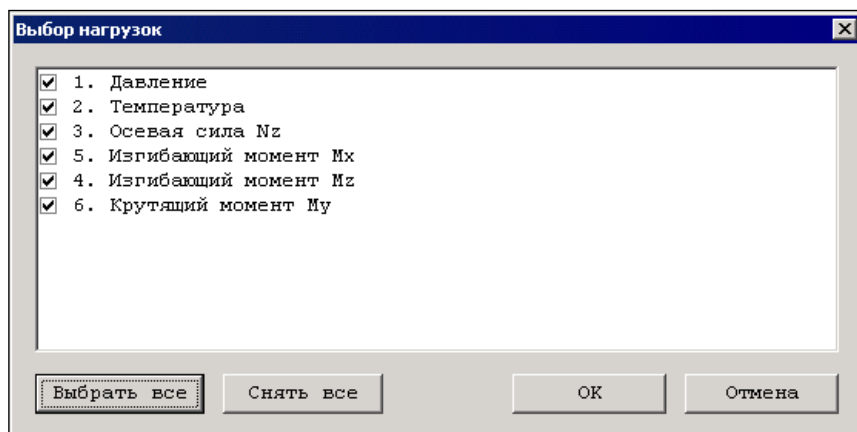 Выбор нагрузок
1. Давление
2. Температура
3. Осевая сила Nz
5. Изгибающий момент Mx
4. Изгибающий момент Mz
6. Крутящий момент My
Выбрать все Снять все OK Отмена